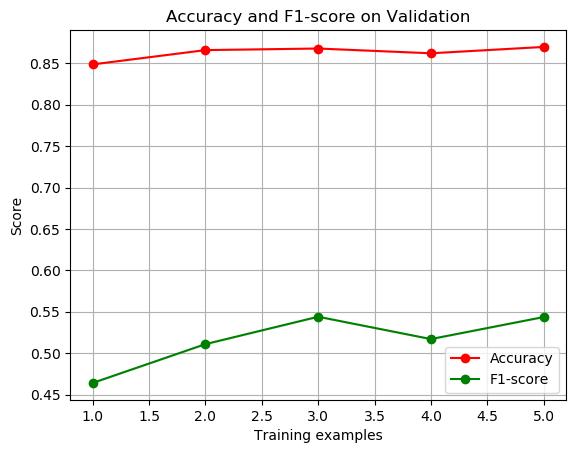 Accuracy and F1-score on Validation
Score
0.85
0.80
0.75
0.70
0.65
0.60
0.55
0.50
0.45
Accuracy
F1-score
1.0 1.5 2.0 2.5 3.0 3.5 4.0 4.5 5.0
Training examples